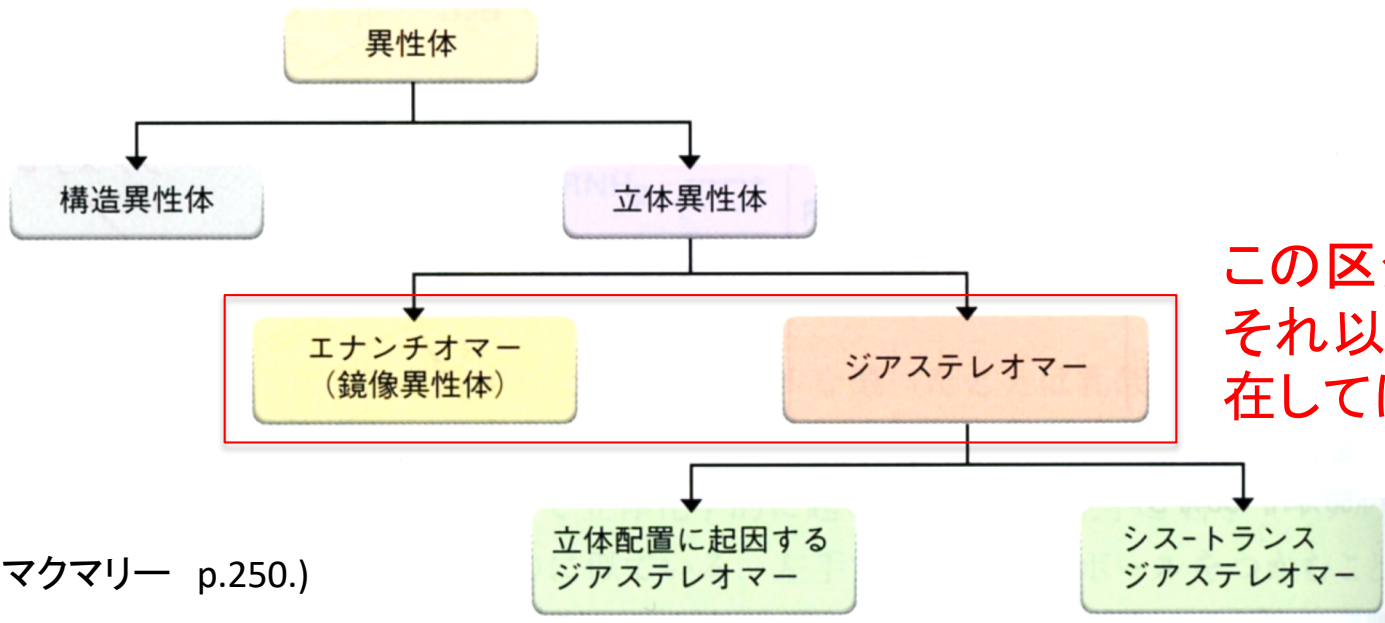 異性体
構造異性体
立体異性体
この区
それ以
在しては
エナンチオマー
（鏡像異性体）
ジアステレオマー
立体配置に起因する
ジアステレオマー
シス-トランス
ジアステレオマー
マクマリー p.250.)